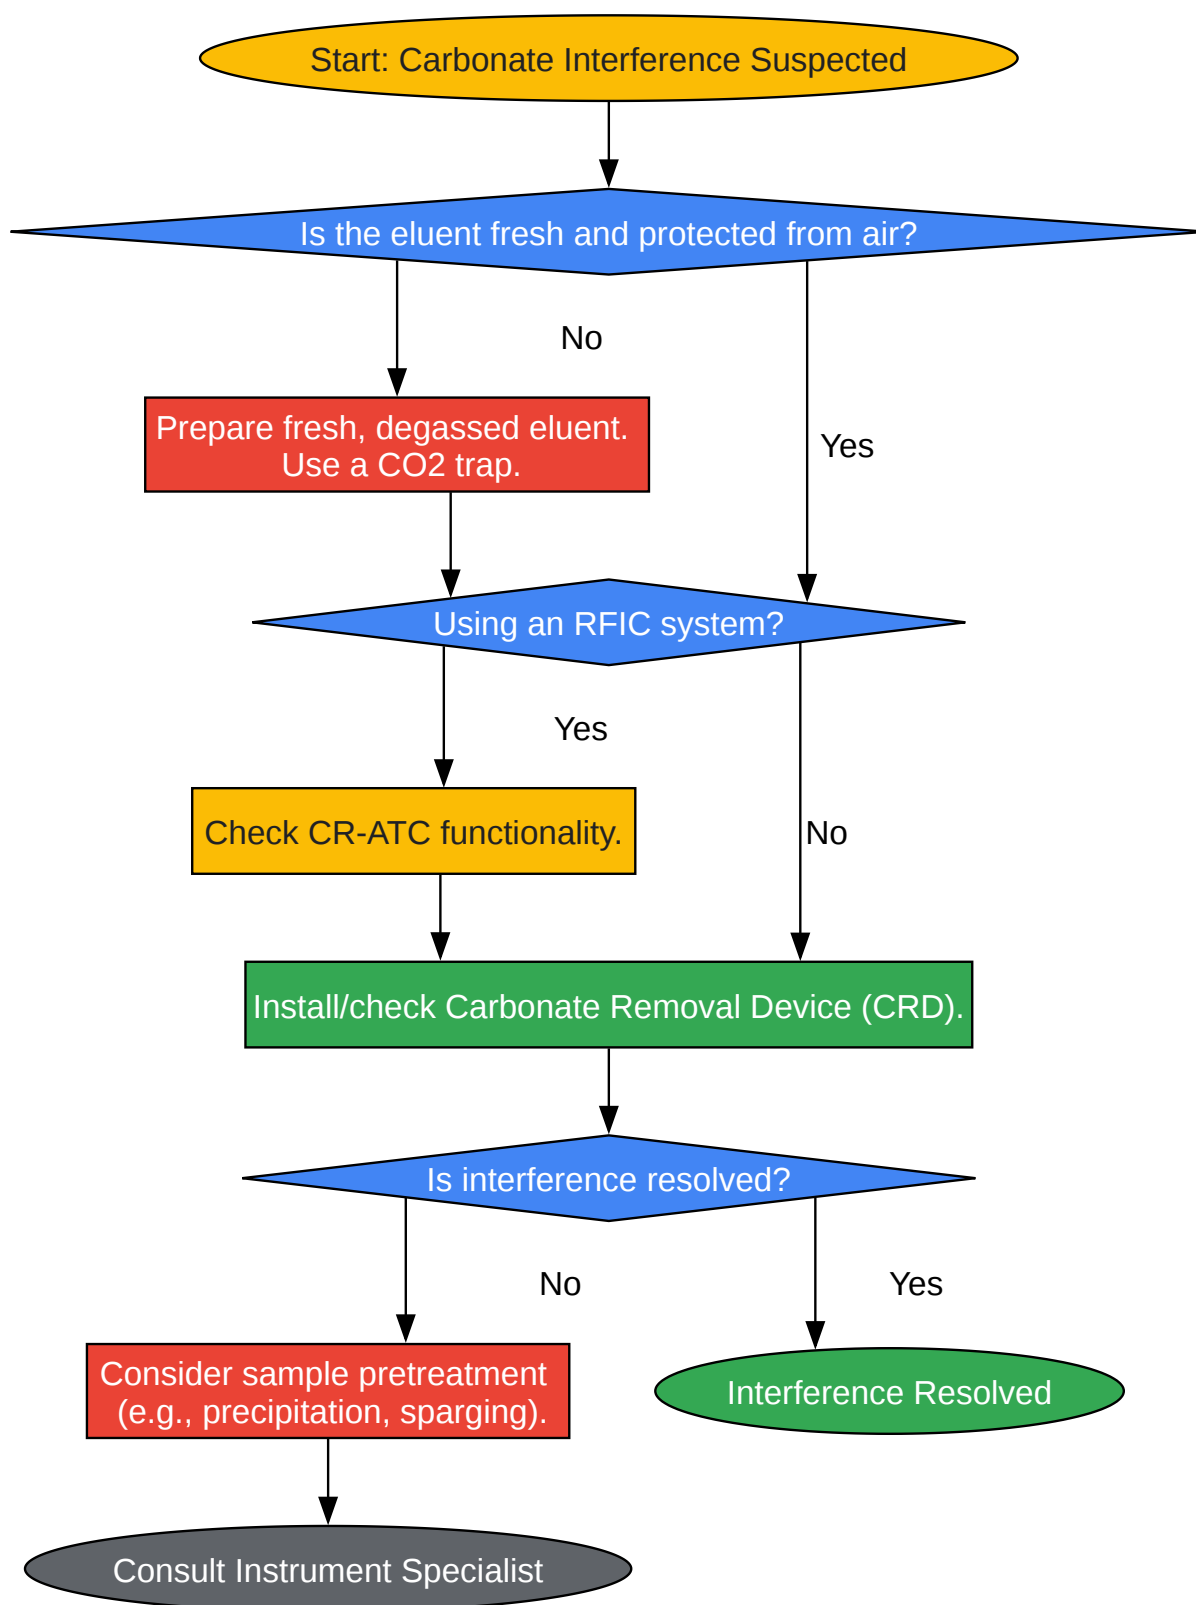 Start: Carbonate Interference Suspected
Is the eluent fresh and protected from air?
No
Prepare fresh, degassed eluent.
Use a CO2 trap.
Yes
Using an RFIC system?
Yes
Check CR-ATC functionality.
No
Install/check Carbonate Removal Device (CRD).
Is interference resolved?
No
Yes
Consider sample pretreatment
(e.g., precipitation, sparging).
Interference Resolved
Consult Instrument Specialist